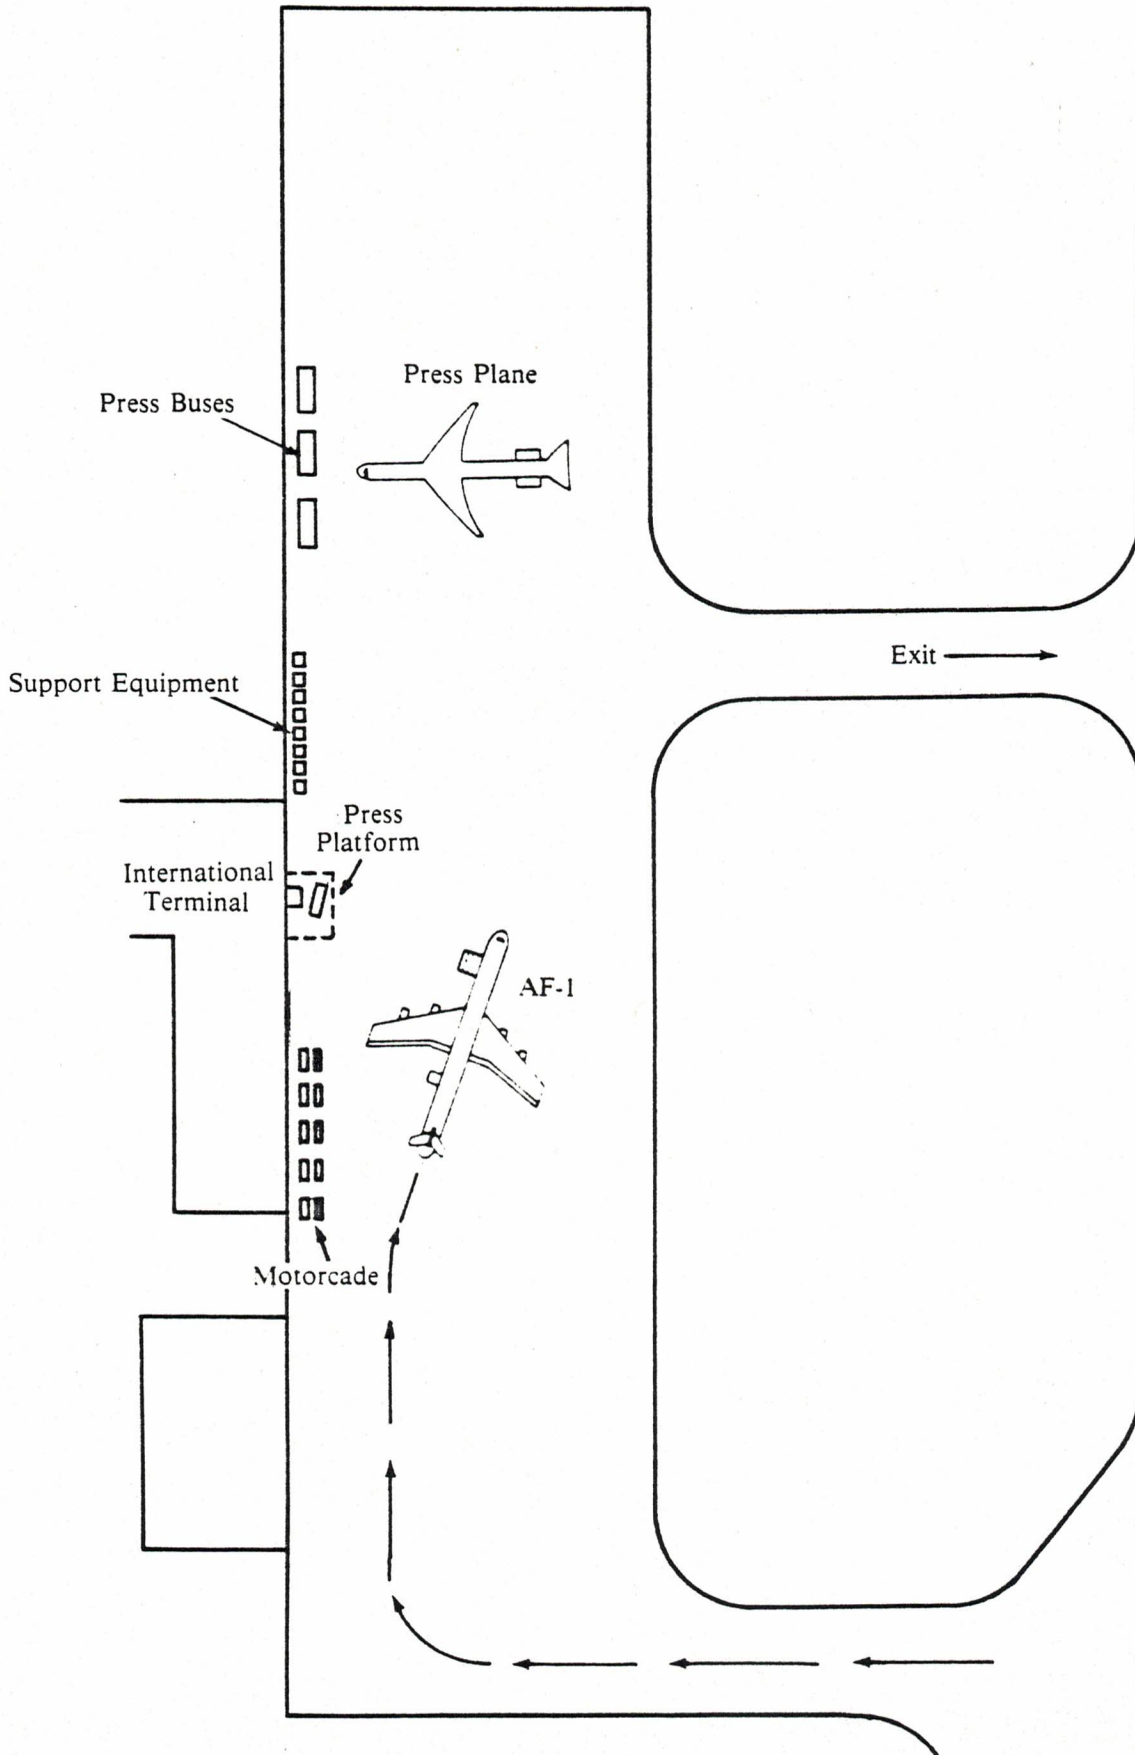 Press Plane
Press Buses
Exit
Support Equipment
Press
Platform
International
Terminal
AF-1
Motorcade